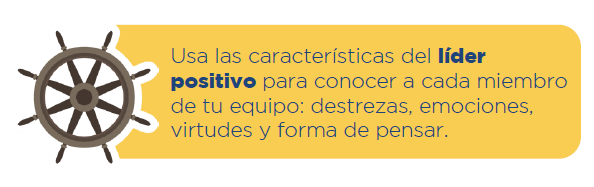 Usa las características del líder
positivo para conocer a cada miembro
de tu equipo: destrezas, emociones,
virtudes y forma de pensar.